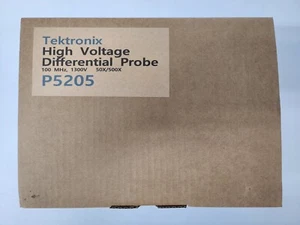 Tektronix
High Voltage
Differential Probe
100 MHz, 1300V 50X/500X
P5205